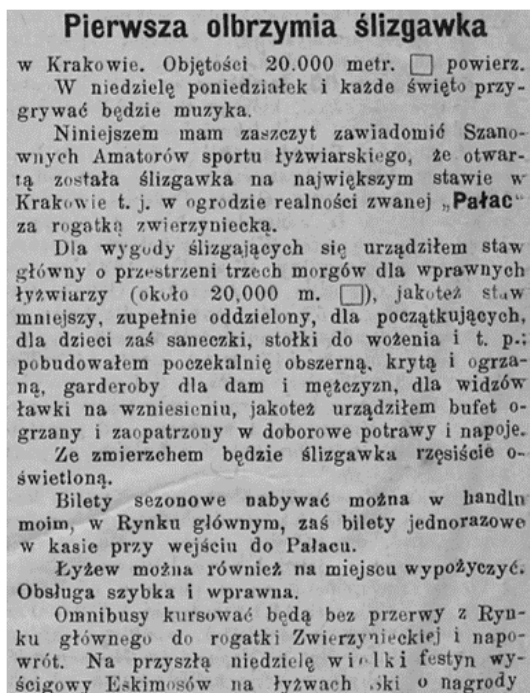 Pierwsza olbrzymia ślizgawka
w Krakowie. Objętości 20.000 metr. □ powierz.
W niedzielę poniedziałek i każde święto przy-
grywać będzie muzyka.
Niniejszem mam zaszczyt zawiadomić Szano-
wnych Amatorów sportu łyżwiarskiego, że otwar-
tą została ślizgawka na największym stawie w
Krakowie t. j. w ogrodzie realności zwanej „Pałac"
za rogatką zwierzyniecką.
Dla wygody ślizgających się urządziłem staw
główny o przestrzeni trzech morgów dla wprawnych
łyżwiarzy (około 20,000 m. □), jakoteż staw
mniejszy, zupełnie oddzielony, dla początkujących,
dla dzieci zaś saneczki, stołki do wożenia i t. p.;
pobudowałem poczekalnię obszerną, krytą i ogrza-
ną, garderoby dla dam i mężczyzn, dla widzów
ławki na wzniesieniu, jakoteż urządziłem bufet o-
grzany i zaopatrzony w doborowe potrawy i napoje.
Ze zmierzchem będzie ślizgawka rzęsiście o-
świetloną.
Bilety sezonowe nabywać można w handlu
moim, w Rynku głównym, zaś bilety jednorazowe
w kasie przy wejściu do Pałacu.
Łyżew można również na miejscu wypożyczyć.
Obsługa szybka i wprawna.
Omnibusy kursować będą bez przerwy z Ryn-
ku głównego do rogatki Zwierzynieckiej i napo-
wrót. Na przyszłą niedzielę wielki festyn wy-
ścigowy Eskimosów na łyżwach o nagrody